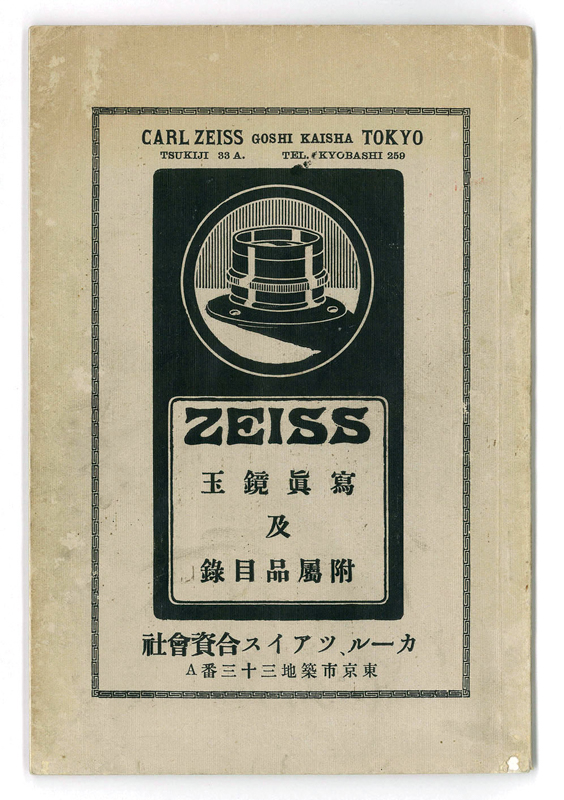 CARL ZEISS GOSHI KAISHA TOKYO
TSUKIJI 33 A. TEL. KYOBASHI 259
ZEISS
寫眞鏡玉
及
附屬品目錄
カール、ツアイス合資會社
東京市築地三十三番A